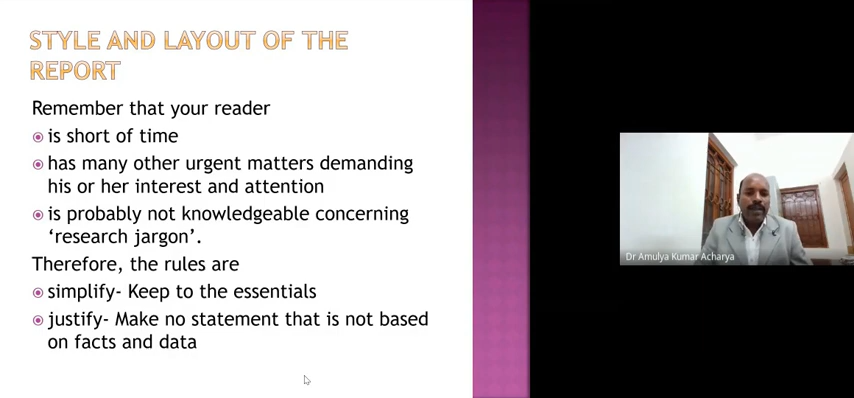 STYLE AND LAYOUT OF THE
REPORT
Remember that your reader
is short of time
has many other urgent matters demanding
his or her interest and attention
is probably not knowledgeable concerning
‘research jargon’.
Therefore, the rules are
simplify- Keep to the essentials
justify- Make no statement that is not based
on facts and data
Dr Amulya Kumar Acharya